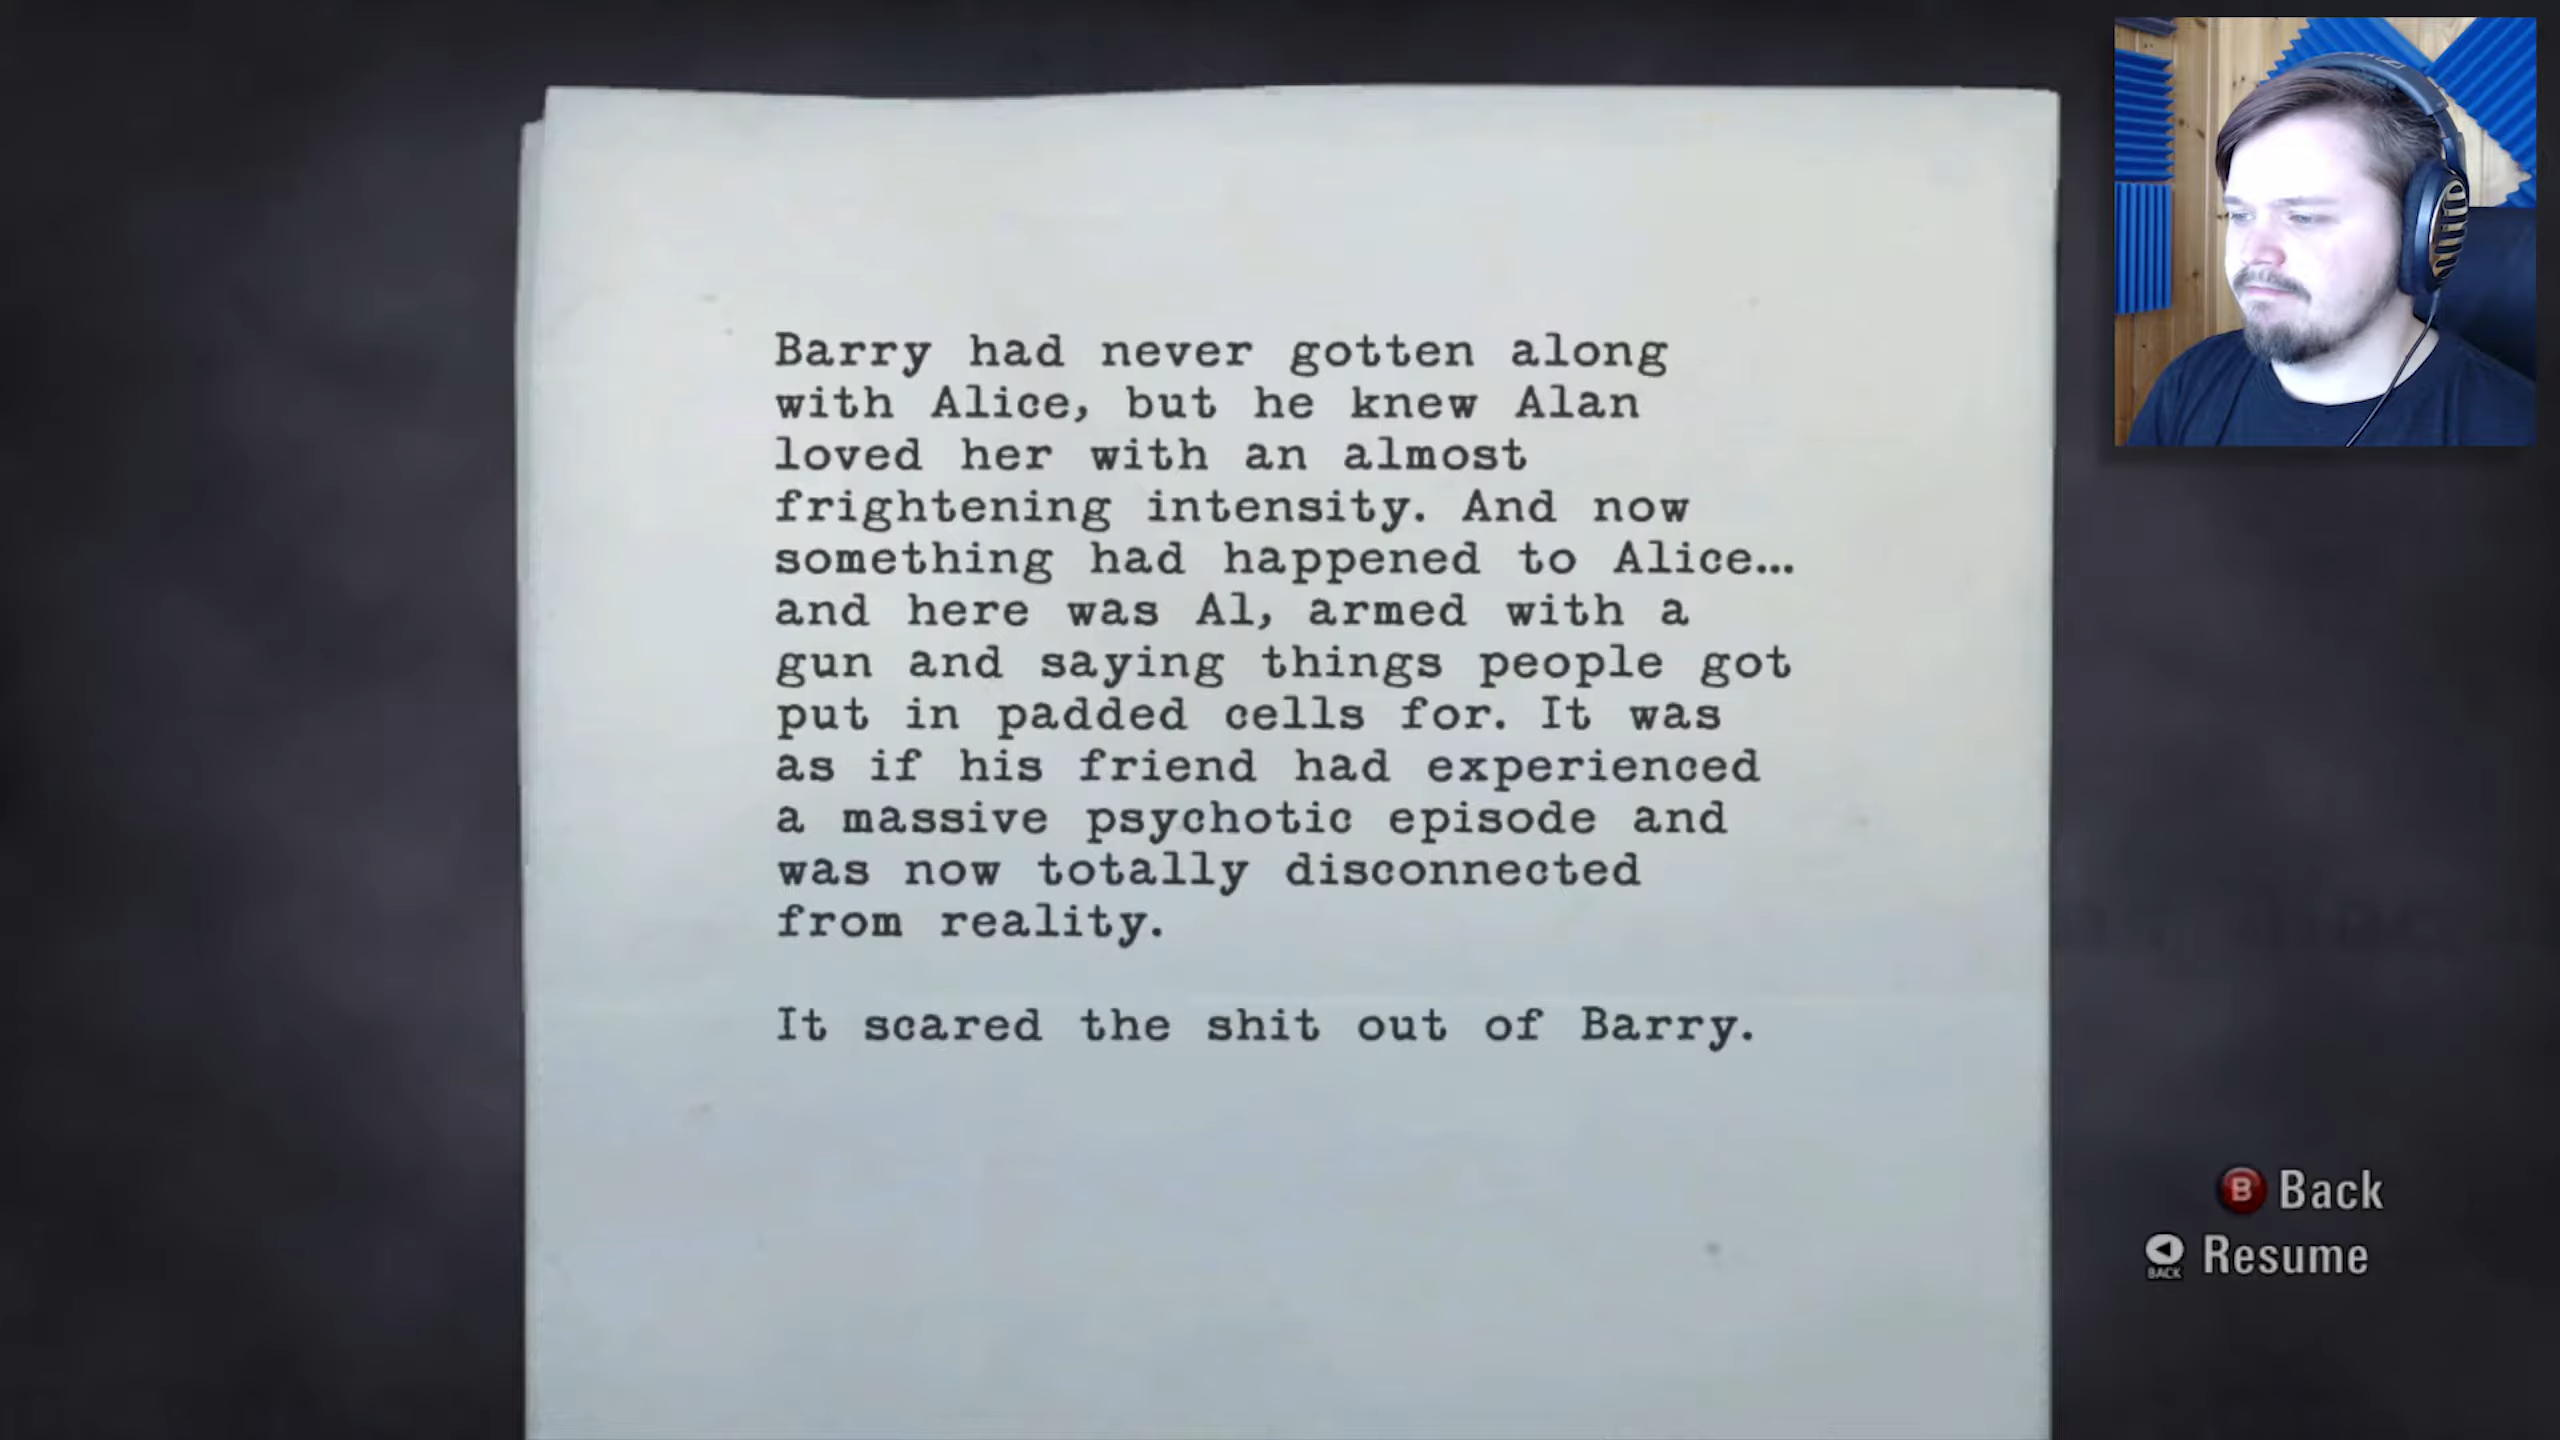 Barry had never gotten along
with Alice, but he knew Alan
loved her with an almost
frightening intensity. And now
something had happened to Alice…
and here was Al, armed with a
gun and saying things people got
put in padded cells for. It was
as if his friend had experienced
a massive psychotic episode and
was now totally disconnected
from reality.
It scared the shit out of Barry.
B Back
BACK Resume